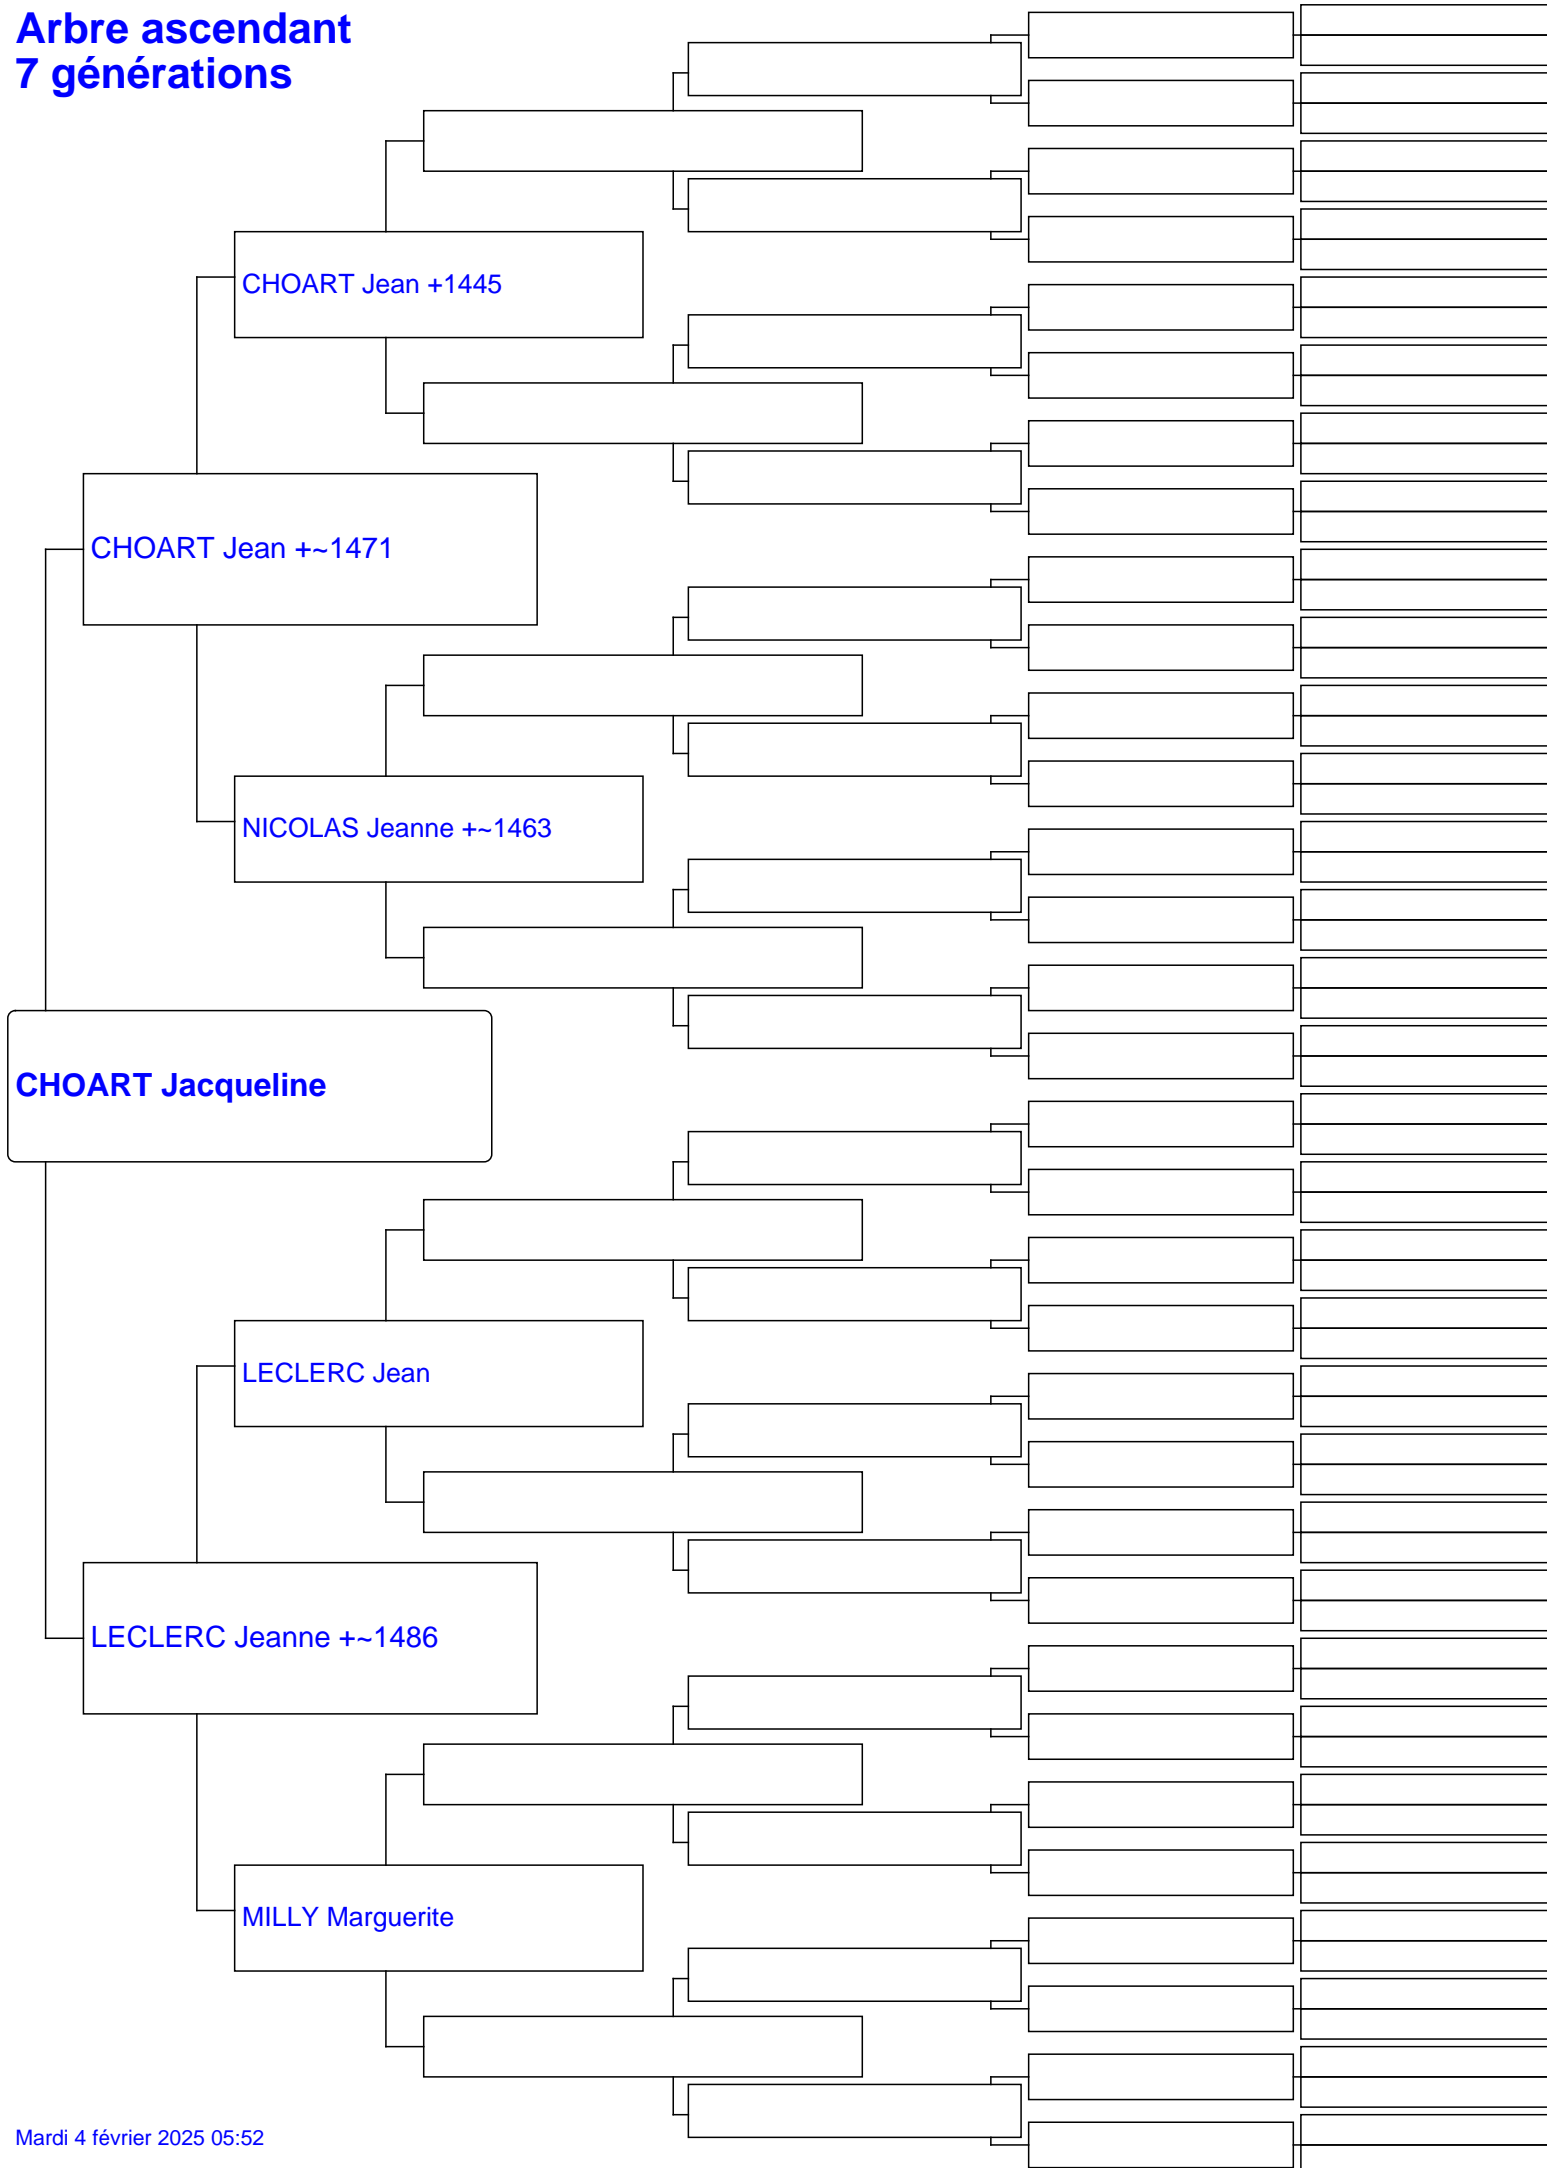 Arbre ascendant
7 générations
CHOART Jean +1445
CHOART Jean +~1471
NICOLAS Jeanne +~1463
CHOART Jacqueline
LECLERC Jean
LECLERC Jeanne +~1486
MILLY Marguerite
Mardi 4 février 2025 05:52